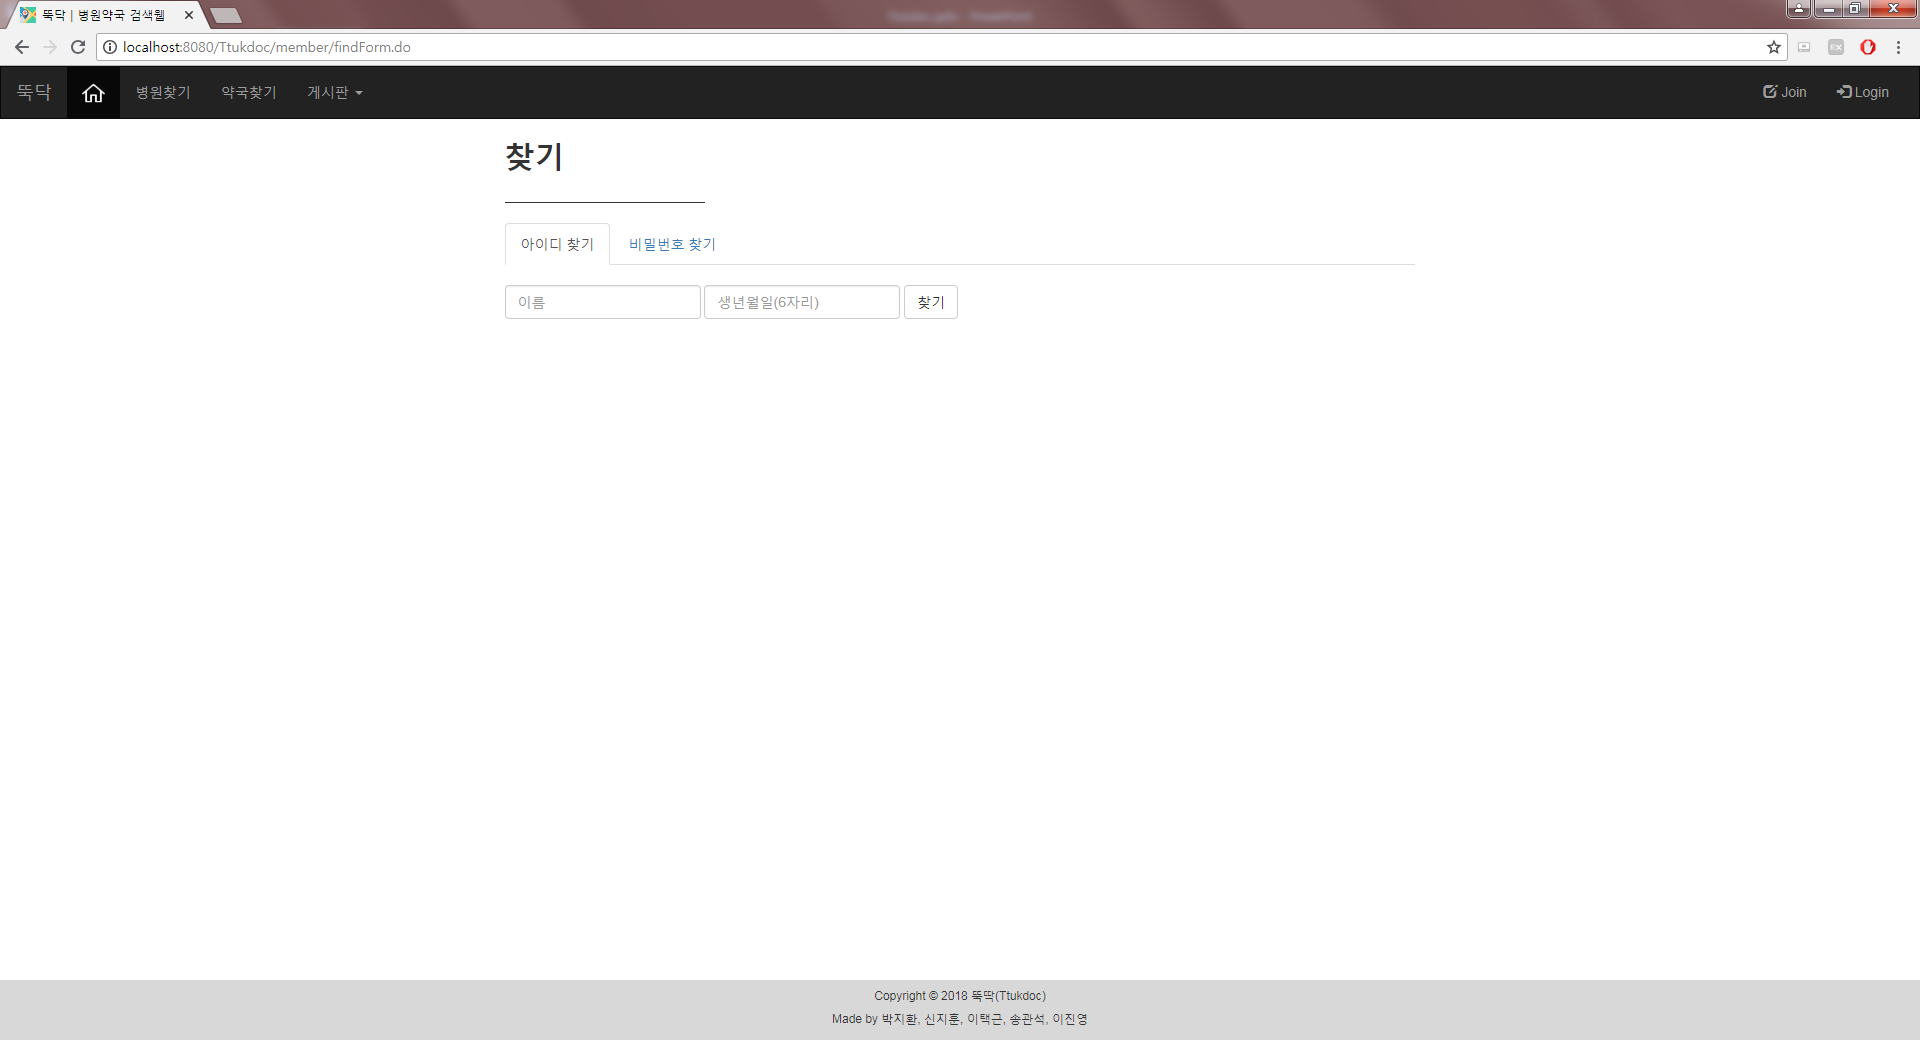 뚝닥 | 병원약국 검색웹
localhost:8080/Ttukdoc/member/findForm.do
뚝닥 병원찾기 약국찾기 게시판 Join Login
찾기
아이디 찾기 비밀번호 찾기
이름 생년월일(6자리) 찾기
Copyright © 2018 뚝딱(Ttukdoc)
Made by 박지환, 신지훈, 이택근, 송관석, 이진영